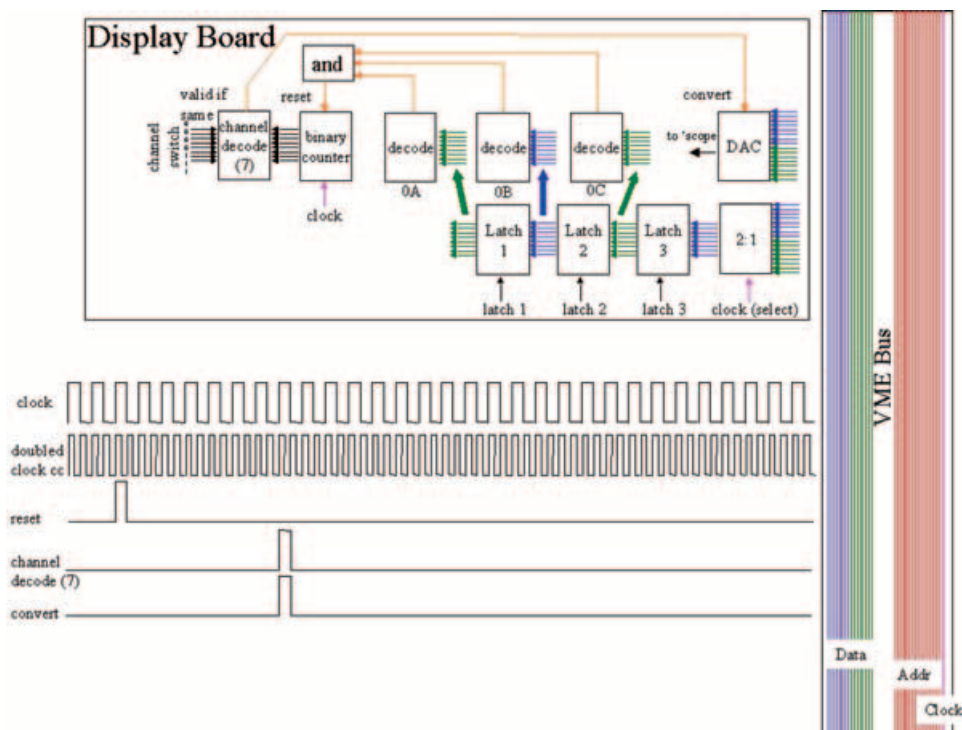 Display Board
and
valid if
same
reset
convert
channel
switch
channel
decode
(7)
binary
counter
decode
decode
decode
to 'scope
DAC
0A
0B
0C
clock
Latch
1
Latch
2
Latch
3
2:1
latch 1
latch 2
latch 3
clock (select)
VME Bus
clock
doubled
clock cc
reset
channel
decode (7)
convert
Data
Addr
Clock